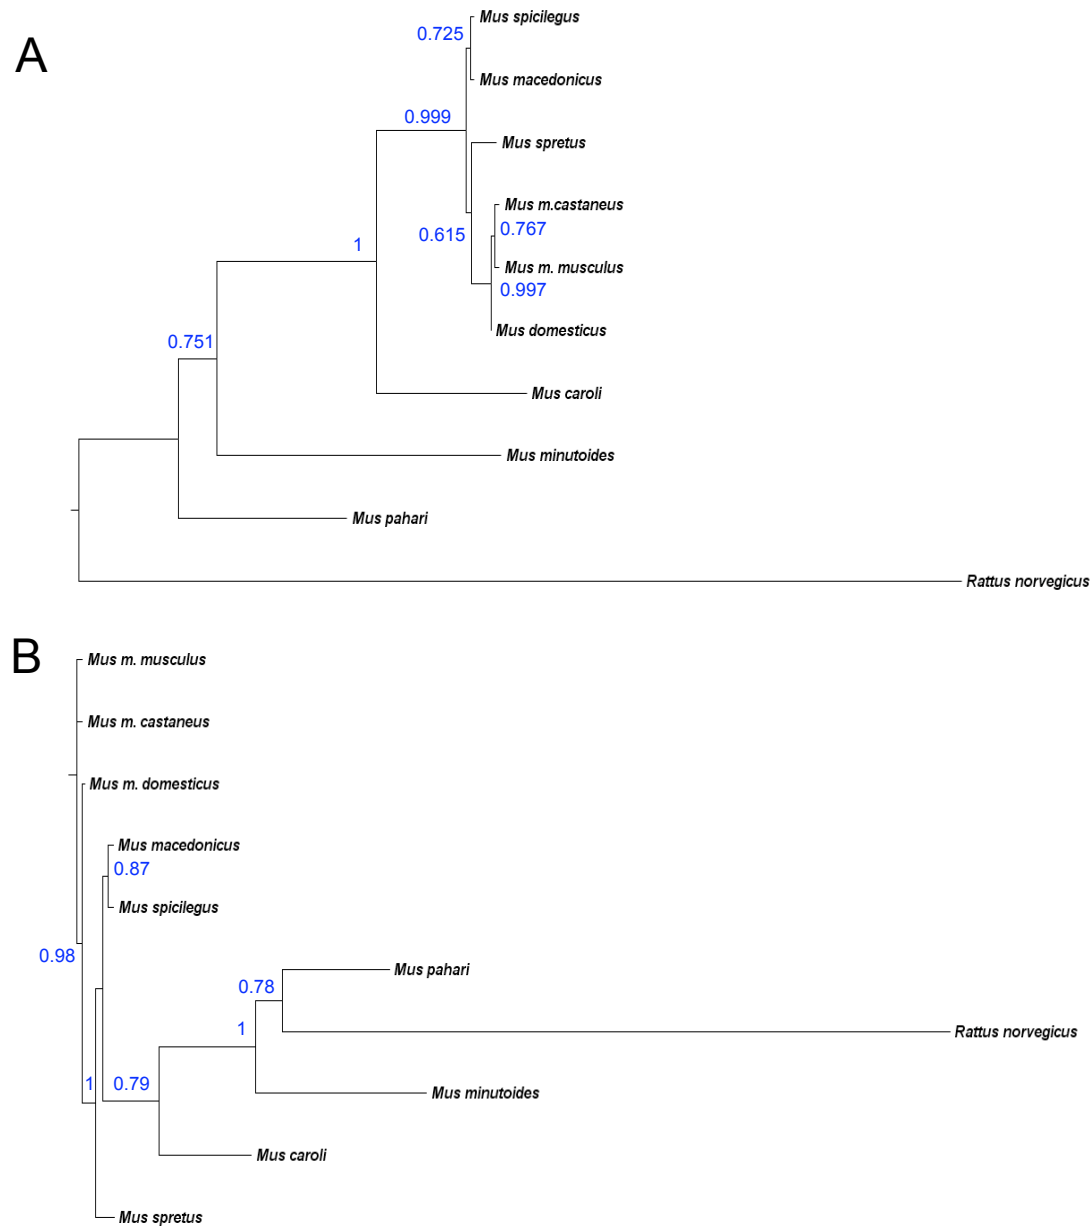 Mus spicilegus
0.725
A
Mus macedonicus
0.999
Mus spretus
Mus m.castaneus
0.767
0.615
1
Mus m. musculus
0.997
Mus domesticus
0.751
Mus caroli
Mus minutoides
Mus pahari
Rattus norvegicus
B
Mus m. musculus
Mus m. castaneus
Mus m. domesticus
Mus macedonicus
0.87
Mus spicilegus
0.98
Mus pahari
0.78
1
Rattus norvegicus
1
0.79
Mus minutoides
Mus caroli
Mus spretus